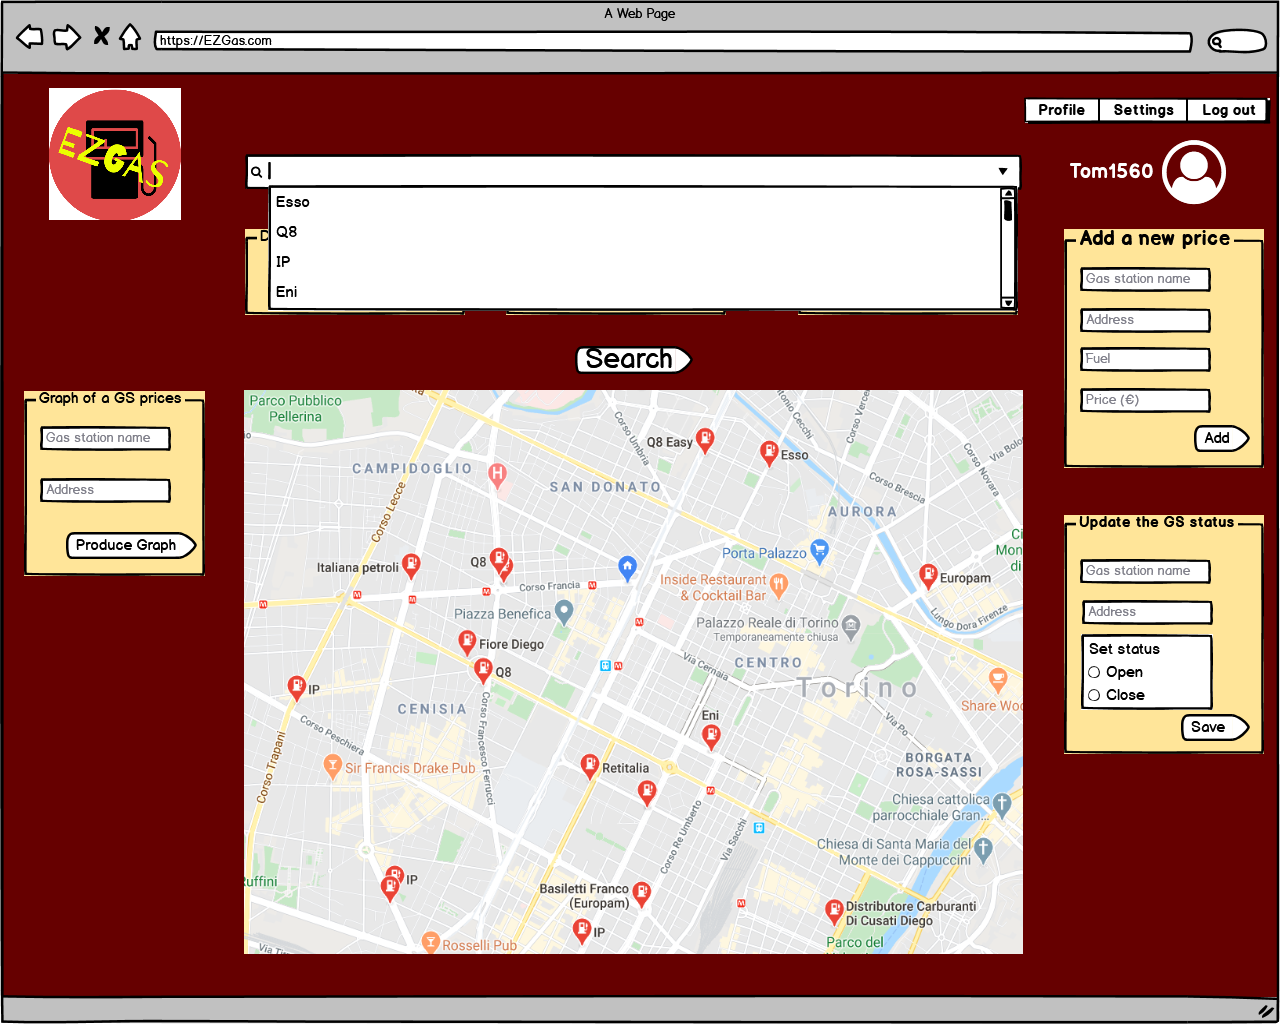 A Web Page
https://EZGas.com
EZGAS
Profile
Settings
Log out
Tom1560
Esso
Q8
IP
Eni
Search
Add a new price
Gas station name
Address
Fuel
Price (€)
Add
Graph of a GS prices
Gas station name
Address
Produce Graph
Update the GS status
Gas station name
Address
Set status
Open
Close
Save
Parco Pubblico
Pellerina
CAMPIDOGLIO
H
Corso Lecce
Corso Umbria
Q8 Easy
Esso
SAN DONATO
Corso Brescia
Corso Novara
AURORA
Porta Palazzo
Italiana petroli
Q8
Corso Francia
Inside Restaurant
& Cocktail Bar
Europam
Piazza Benefica
Palazzo Reale di Torino
Temporaneamente chiusa
Lungo Dora Firenze
Fiore Diego
Q8
Via Cernaia
CENTRO
Torino
IP
CENISIA
Corso Peschiera
Corso Francesco Ferrucci
Corso Trapani
Eni
Via Po
Share Woo
Sir Francis Drake Pub
Retitalia
BORGATA
ROSA-SASSI
Chiesa cattolica
parrocchiale Gran...
Corso Re Umberto
Via Sacchi
Chiesa di Santa Maria del
Monte dei Cappuccini
Ruffini
IP
Basiletti Franco
(Europam)
IP
Distributore Carburanti
Di Cusati Diego
Rosselli Pub
Parco del